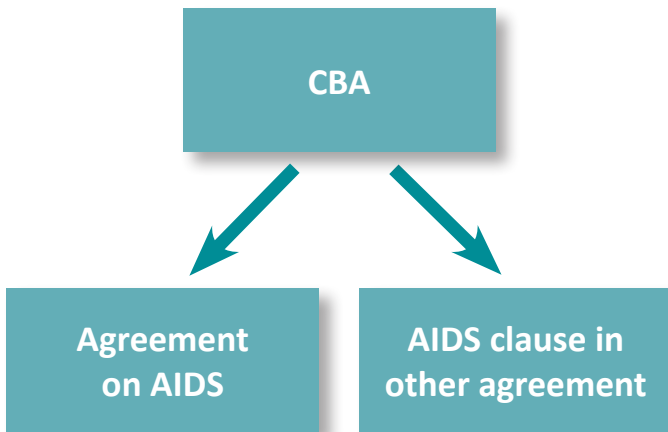 CBA
Agreement
on AIDS
AIDS clause in
other agreement